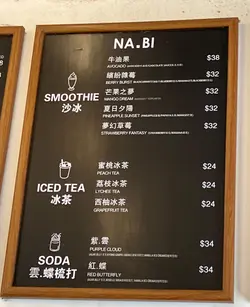 NA.BI
SMOOTHIE
沙冰
牛油果 $38
AVOCADO
繽紛雜莓 $32
BERRY BURST
芒果之夢 $32
MANGO DREAM
夏日夕陽 $32
PINEAPPLE SUNSET
夢幻草莓 $32
STRAWBERRY FANTASY
ICED TEA
冰茶
蜜桃冰茶 $24
PEACH TEA
荔枝冰茶 $24
LYCHEE TEA
西柚冰茶 $24
GRAPEFRUIT TEA
SODA
雲.蝶梳打
紫.雲 $34
PURPLE CLOUD
紅.蝶 $34
RED BUTTERFLY